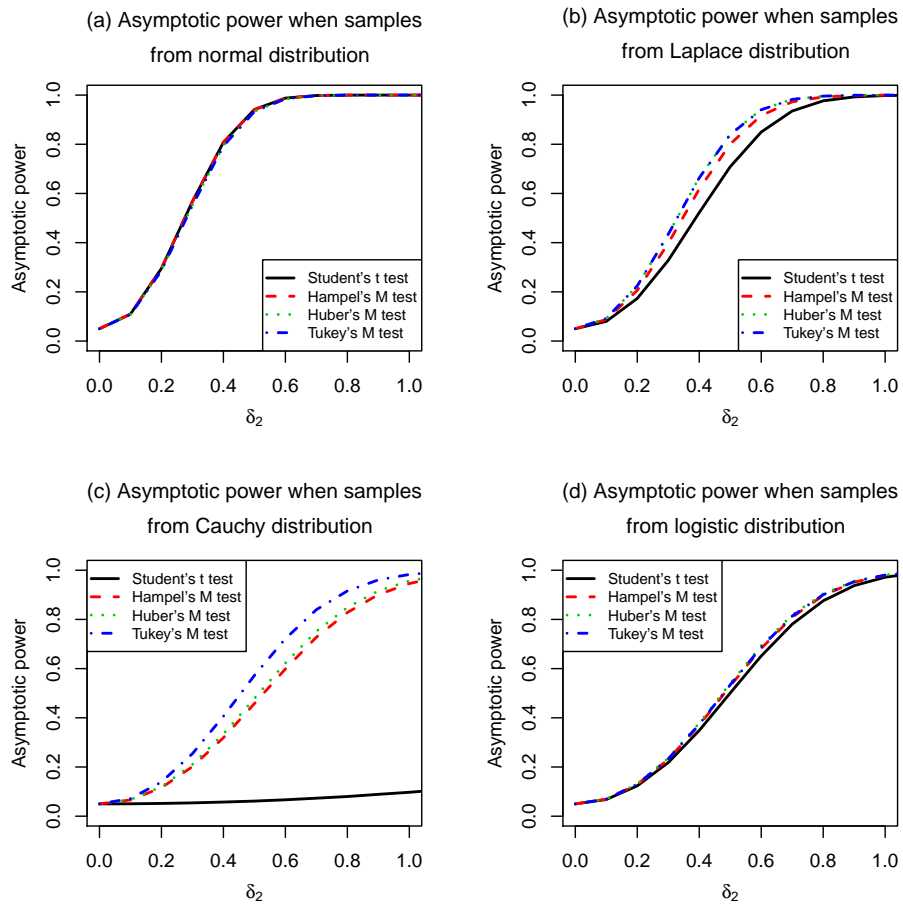 (a) Asymptotic power when samples
from normal distribution
Asymptotic power
0.0 0.2 0.4 0.6 0.8 1.0
Student's t test
Hampel's M test
Huber's M test
Tukey's M test
0.0 0.2 0.4 0.6 0.8 1.0
δ2
(b) Asymptotic power when samples
from Laplace distribution
Asymptotic power
0.0 0.2 0.4 0.6 0.8 1.0
Student's t test
Hampel's M test
Huber's M test
Tukey's M test
0.0 0.2 0.4 0.6 0.8 1.0
δ2
(c) Asymptotic power when samples
from Cauchy distribution
Asymptotic power
0.0 0.2 0.4 0.6 0.8 1.0
Student's t test
Hampel's M test
Huber's M test
Tukey's M test
0.0 0.2 0.4 0.6 0.8 1.0
δ2
(d) Asymptotic power when samples
from logistic distribution
Asymptotic power
0.0 0.2 0.4 0.6 0.8 1.0
Student's t test
Hampel's M test
Huber's M test
Tukey's M test
0.0 0.2 0.4 0.6 0.8 1.0
δ2